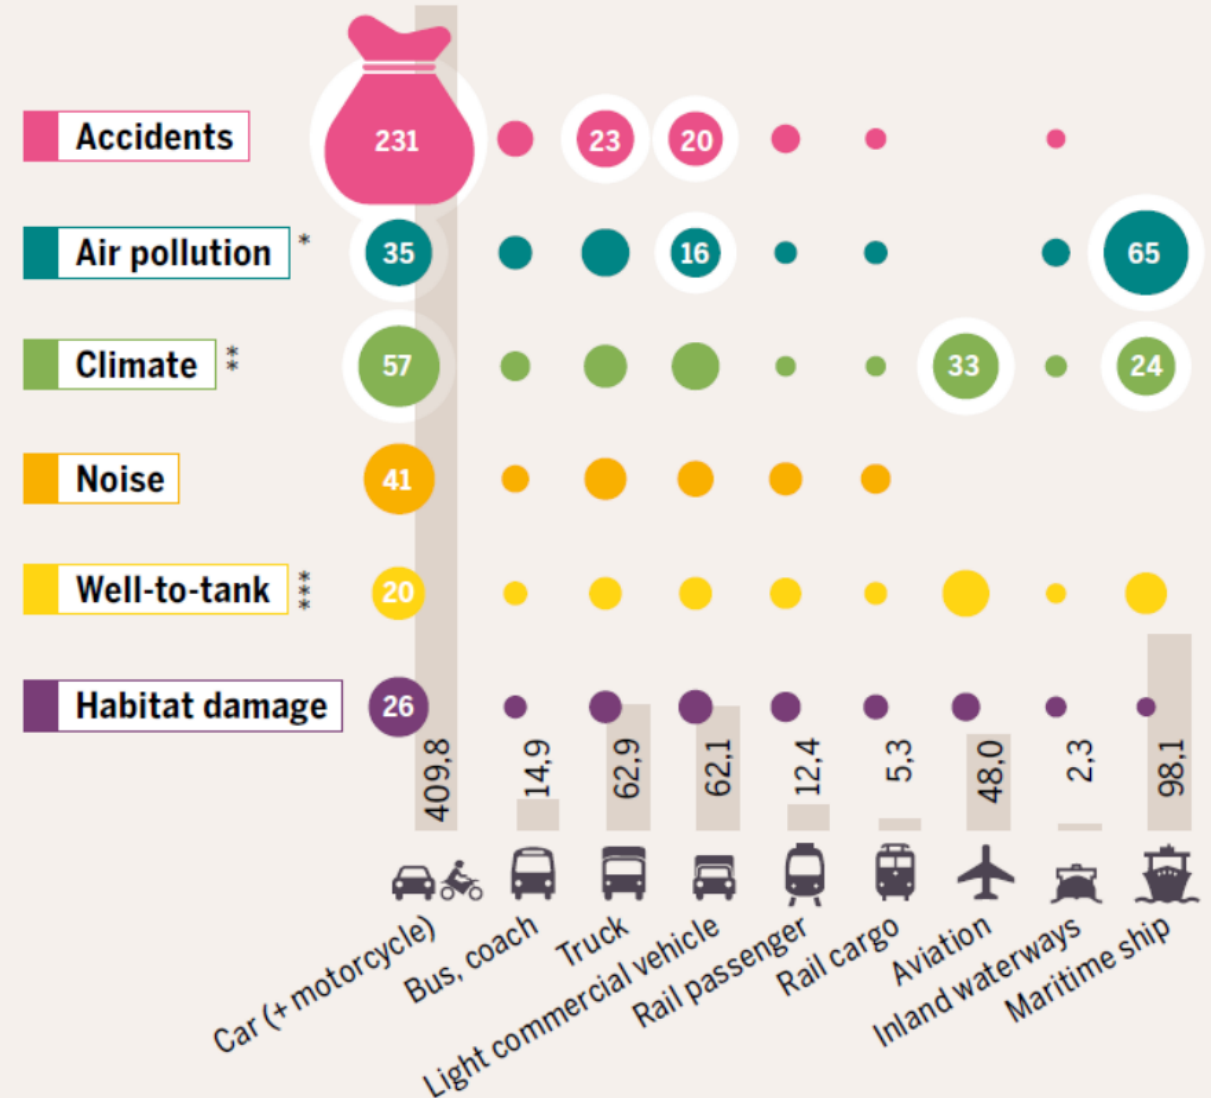 Accidents 231 23 20
Air pollution * 35 16 65
Climate ** 57 33 24
Noise 41
Well-to-tank *** 20
Habitat damage 26
409,8 14,9 62,9 62,1 12,4 5,3 48,0 2,3 98,1
Car (+ motorcycle)
Bus, coach
Truck
Light commercial vehicle
Rail passenger
Rail cargo
Aviation
Inland waterways
Maritime ship